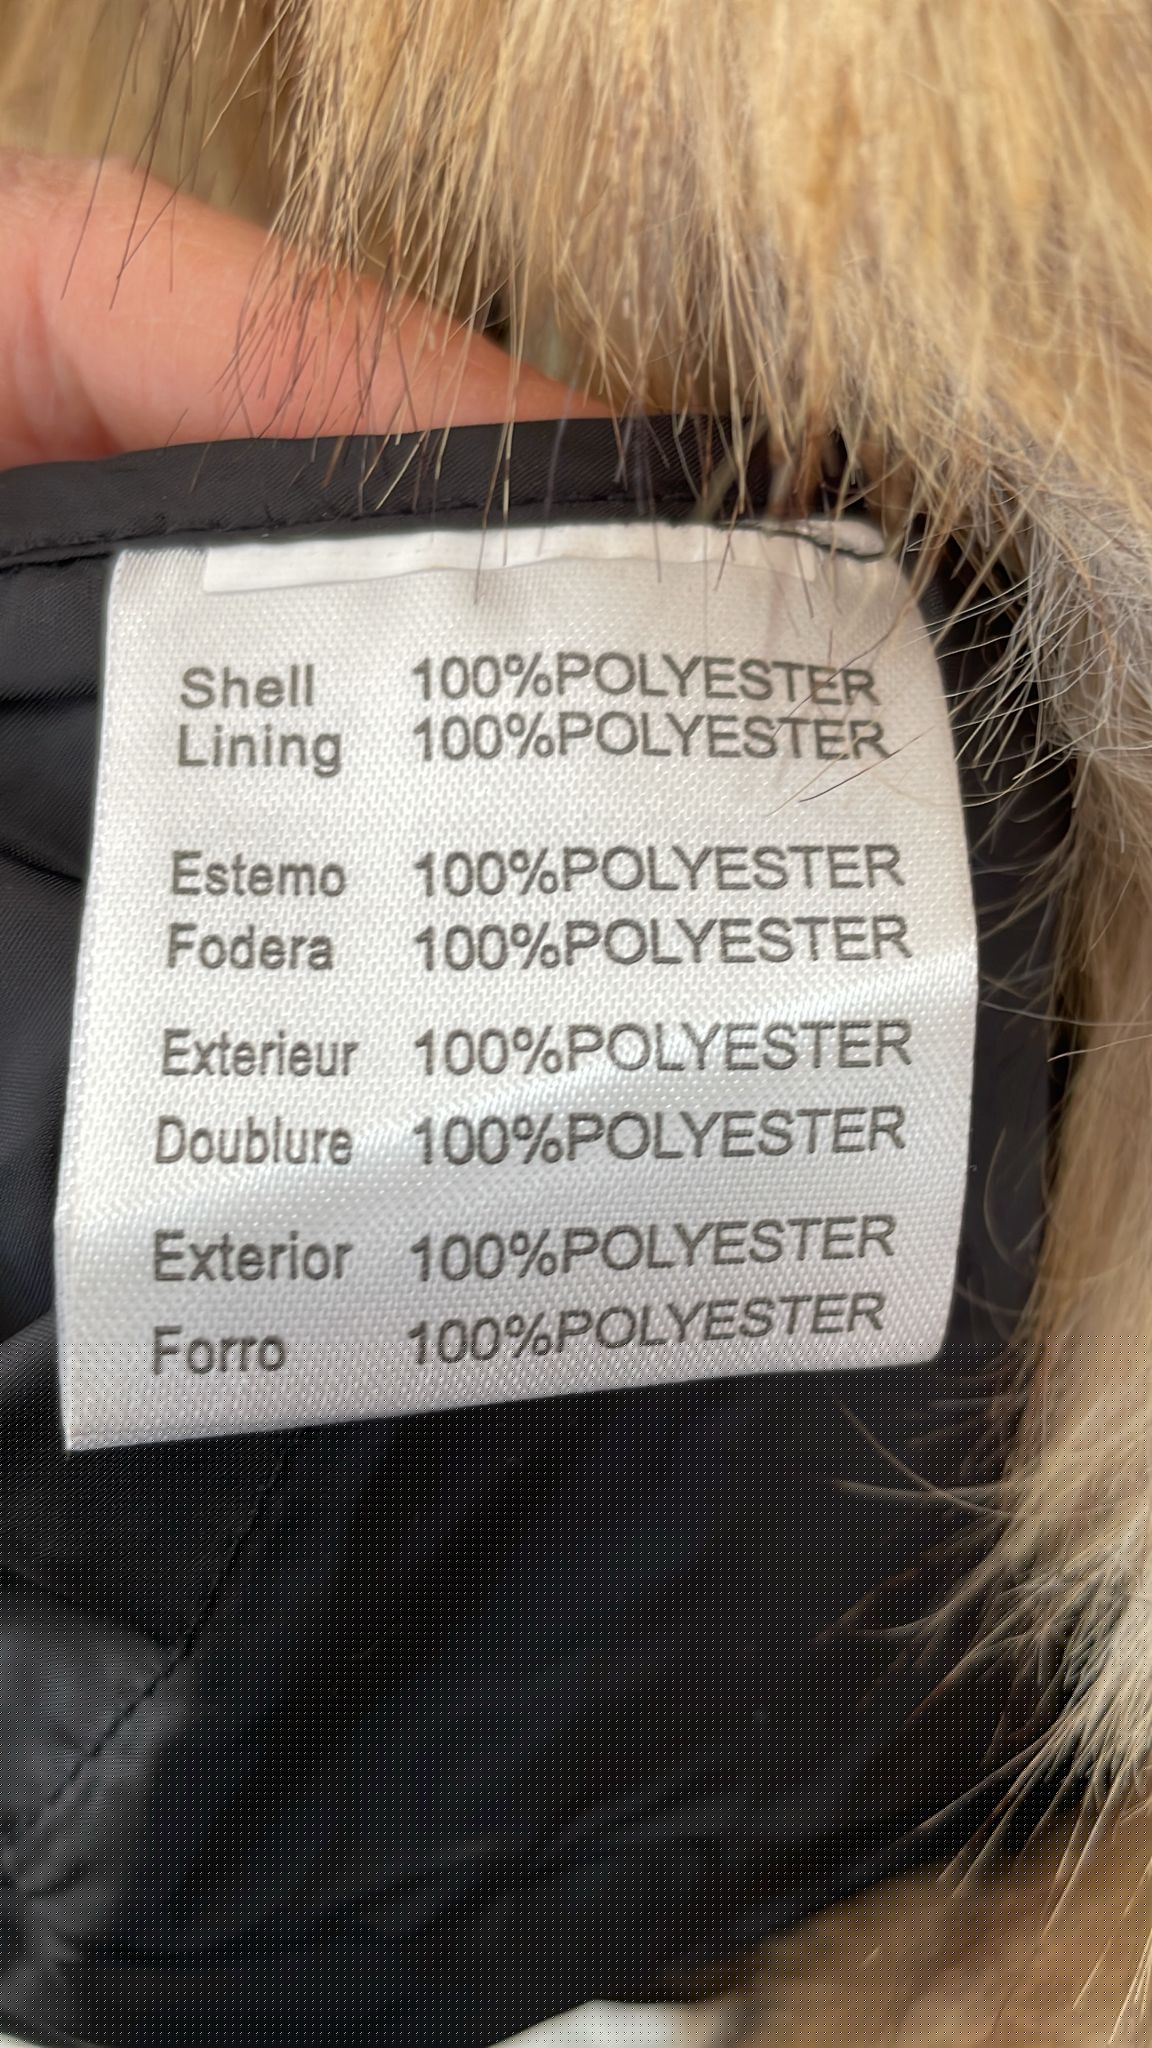 Shell 100%POLYESTER
Lining 100%POLYESTER
Estemo 100%POLYESTER
Fodera 100%POLYESTER
Exterieur 100%POLYESTER
Doublure 100%POLYESTER
Exterior 100%POLYESTER
Forro 100%POLYESTER